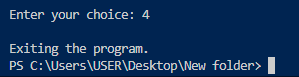 Enter your choice: 4
Exiting the program.
PS C:\Users\USER\Desktop\New folder>